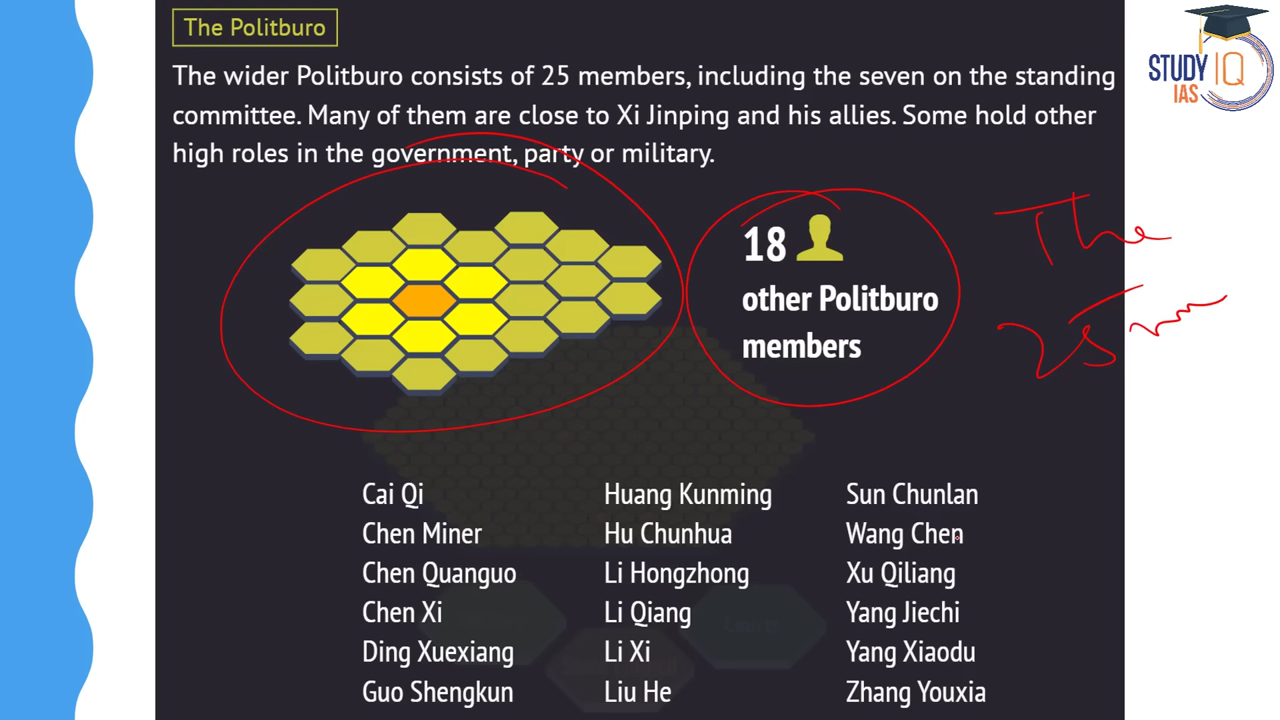 The Politburo
The wider Politburo consists of 25 members, including the seven on the standing
committee. Many of them are close to Xi Jinping and his allies. Some hold other
high roles in the government, party or military.
STUDY IQ
IAS
18
other Politburo
members
The
25
Cai Qi
Chen Miner
Chen Quanguo
Chen Xi
Ding Xuexiang
Guo Shengkun
Huang Kunming
Hu Chunhua
Li Hongzhong
Li Qiang
Li Xi
Liu He
Sun Chunlan
Wang Chen
Xu Qiliang
Yang Jiechi
Yang Xiaodu
Zhang Youxia